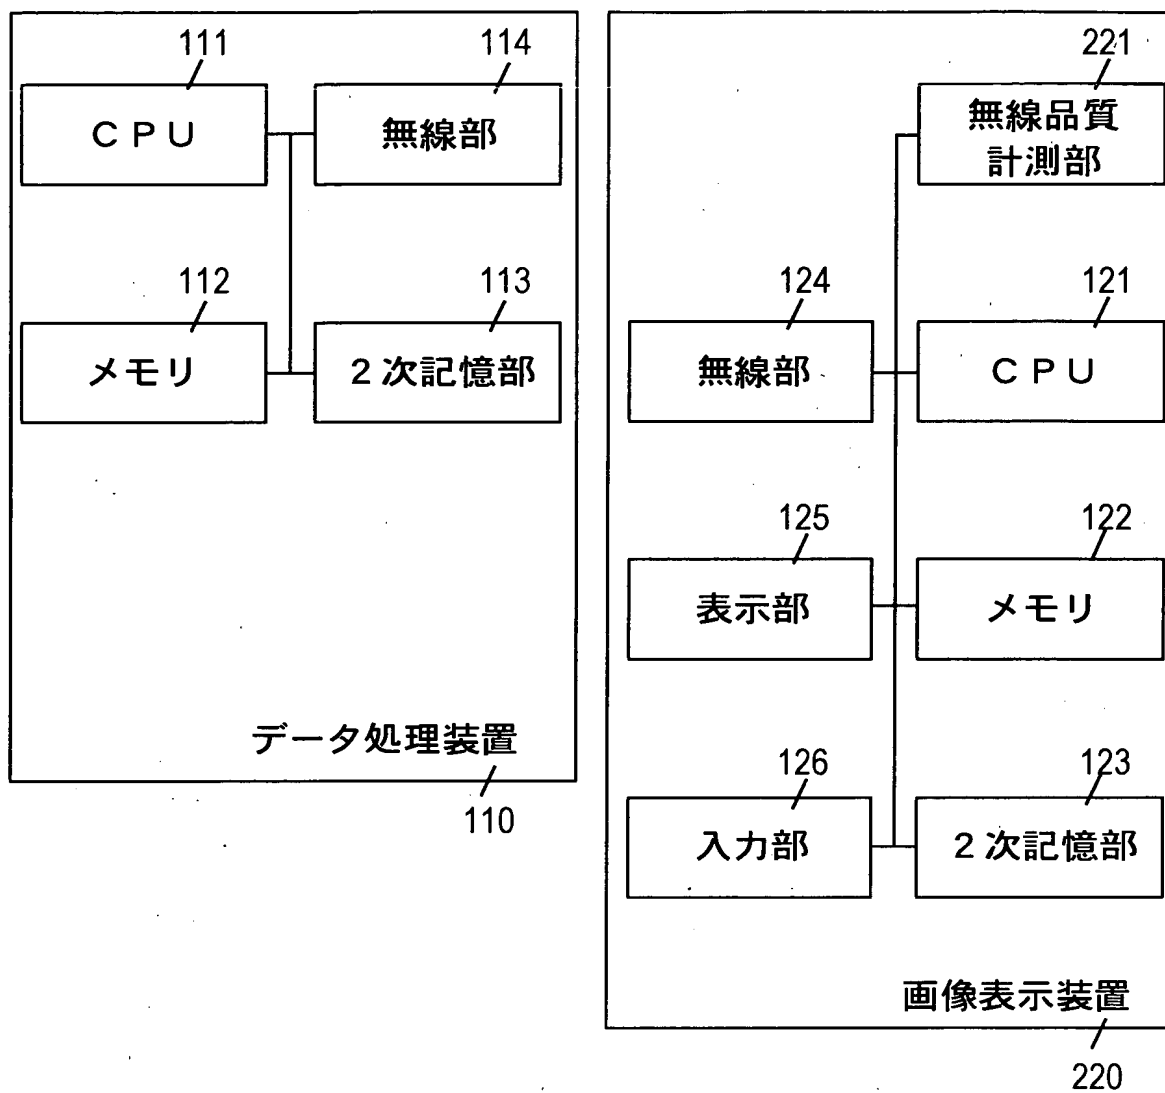 111
ＣＰＵ
114
無線部
112
メモリ
113
２次記憶部
データ処理装置
110
221
無線品質
計測部
124
無線部
121
ＣＰＵ
125
表示部
122
メモリ
126
入力部
123
２次記憶部
画像表示装置
220